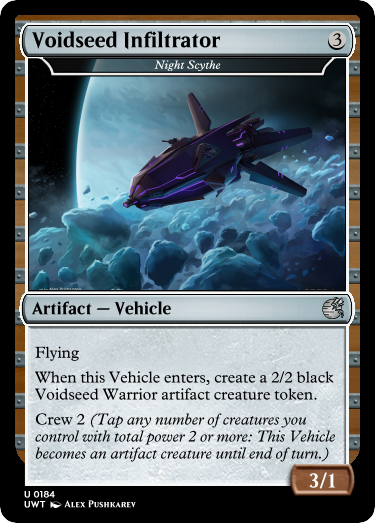 Voidseed Infiltrator 3
Night Scythe
Artifact — Vehicle
Flying
When this Vehicle enters, create a 2/2 black
Voidseed Warrior artifact creature token.
Crew 2 (Tap any number of creatures you
control with total power 2 or more: This Vehicle
becomes an artifact creature until end of turn.)
3/1
U 0184
UWT Alex Pushkarev